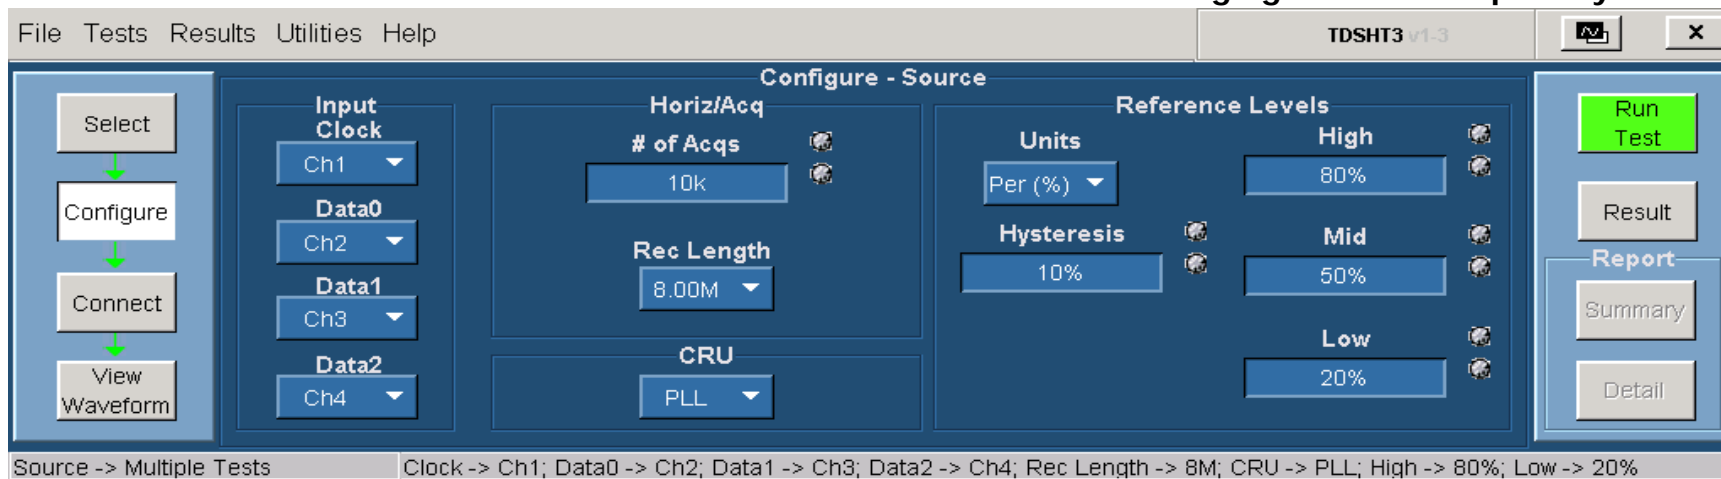 File Tests Results Utilities Help
TDSHT3 v1-3
Select
Configure
Connect
View
Waveform
Configure - Source
Input
Clock
Ch1
Data0
Ch2
Data1
Ch3
Data2
Ch4
Horiz/Acq
# of Acqs
10k
Rec Length
8.00M
CRU
PLL
Reference Levels
Units
Per (%)
Hysteresis
10%
High
80%
Mid
50%
Low
20%
Run
Test
Result
Report
Summary
Detail
Source -> Multiple Tests
Clock -> Ch1; Data0 -> Ch2; Data1 -> Ch3; Data2 -> Ch4; Rec Length -> 8M; CRU -> PLL; High -> 80%; Low -> 20%